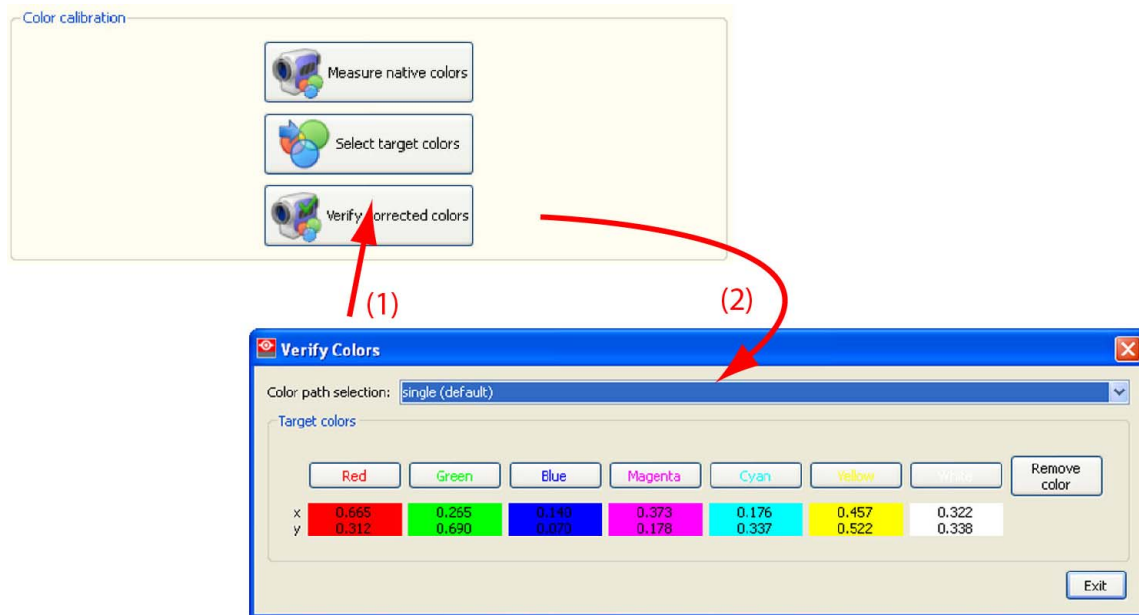 Color calibration
Measure native colors
Select target colors
Verify corrected colors
(1)
(2)
Verify Colors
Color path selection: single (default)
Target colors
Red Green Blue Magenta Cyan Yellow White Remove color
x 0.665 0.265 0.140 0.373 0.176 0.457 0.322
y 0.312 0.690 0.070 0.178 0.337 0.522 0.338
Exit